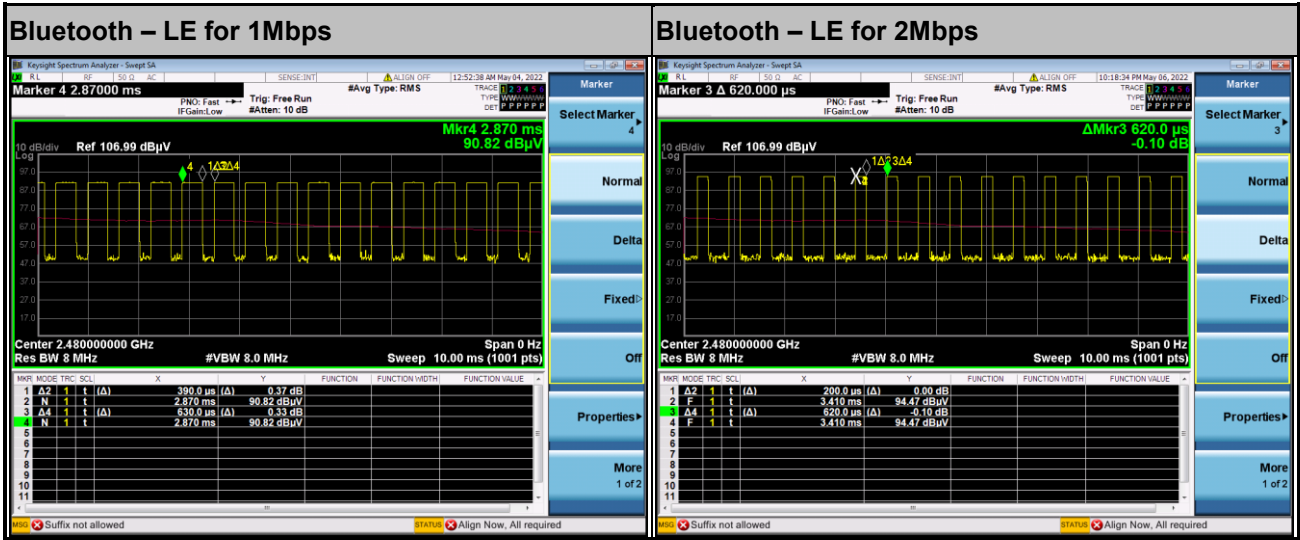 Bluetooth – LE for 1Mbps
Keysight Spectrum Analyzer - Swept SA
RL RF 50 Ω AC SENSE:INT ALIGN OFF 12:52:38 AM May 04, 2022
Marker 4 2.87000 ms
PNO: Fast
IFGain:Low
Trig: Free Run
#Atten: 10 dB
#Avg Type: RMS
TRACE 1 2 3 4 5 6
TYPE WWWWWW
DET P P P P P P
Mkr4 2.870 ms
90.82 dBµV
10 dB/div Ref 106.99 dBµV
Log
97.0
87.0
77.0
67.0
57.0
47.0
37.0
27.0
17.0
4
1Δ2
3Δ4
Center 2.480000000 GHz Span 0 Hz
Res BW 8 MHz #VBW 8.0 MHz Sweep 10.00 ms (1001 pts)
MKR MODE TRC SCL X Y FUNCTION FUNCTION WIDTH FUNCTION VALUE
1 Δ2 1 t (Δ) 390.0 µs (Δ) 0.37 dB
2 N 1 t 2.870 ms 90.82 dBµV
3 Δ4 1 t (Δ) 630.0 µs (Δ) 0.33 dB
4 N 1 t 2.870 ms 90.82 dBµV
5
6
7
8
9
10
11
MSG Suffix not allowed STATUS Align Now, All required
Marker
Select Marker
4
Normal
Delta
Fixed
Off
Properties
More
1 of 2
Bluetooth – LE for 2Mbps
Keysight Spectrum Analyzer - Swept SA
RL RF 50 Ω AC SENSE:INT ALIGN OFF 10:18:34 PM May 06, 2022
Marker 3 Δ 620.000 µs
PNO: Fast
IFGain:Low
Trig: Free Run
#Atten: 10 dB
#Avg Type: RMS
TRACE 1 2 3 4 5 6
TYPE WWWWWW
DET P P P P P P
ΔMkr3 620.0 µs
-0.10 dB
10 dB/div Ref 106.99 dBµV
Log
97.0
87.0
77.0
67.0
57.0
47.0
37.0
27.0
17.0
1Δ2
3Δ4
Center 2.480000000 GHz Span 0 Hz
Res BW 8 MHz #VBW 8.0 MHz Sweep 10.00 ms (1001 pts)
MKR MODE TRC SCL X Y FUNCTION FUNCTION WIDTH FUNCTION VALUE
1 Δ2 1 t (Δ) 200.0 µs (Δ) 0.00 dB
2 F 1 t 3.410 ms 94.47 dBµV
3 Δ4 1 t (Δ) 620.0 µs (Δ) -0.10 dB
4 F 1 t 3.410 ms 94.47 dBµV
5
6
7
8
9
10
11
MSG Suffix not allowed STATUS Align Now, All required
Marker
Select Marker
3
Normal
Delta
Fixed
Off
Properties
More
1 of 2